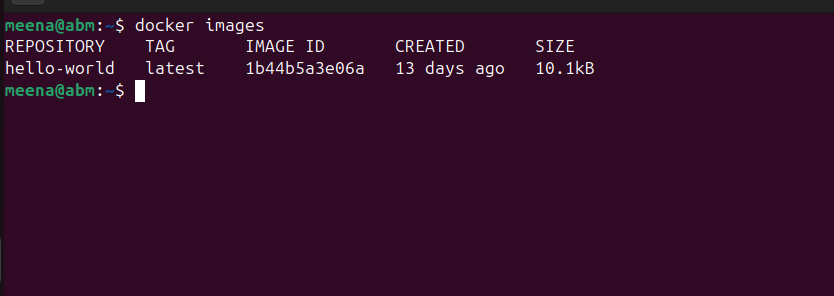 meena@abm:~$ docker images
REPOSITORY   TAG       IMAGE ID       CREATED       SIZE
hello-world   latest    1b44b5a3e06a   13 days ago   10.1kB
meena@abm:~$